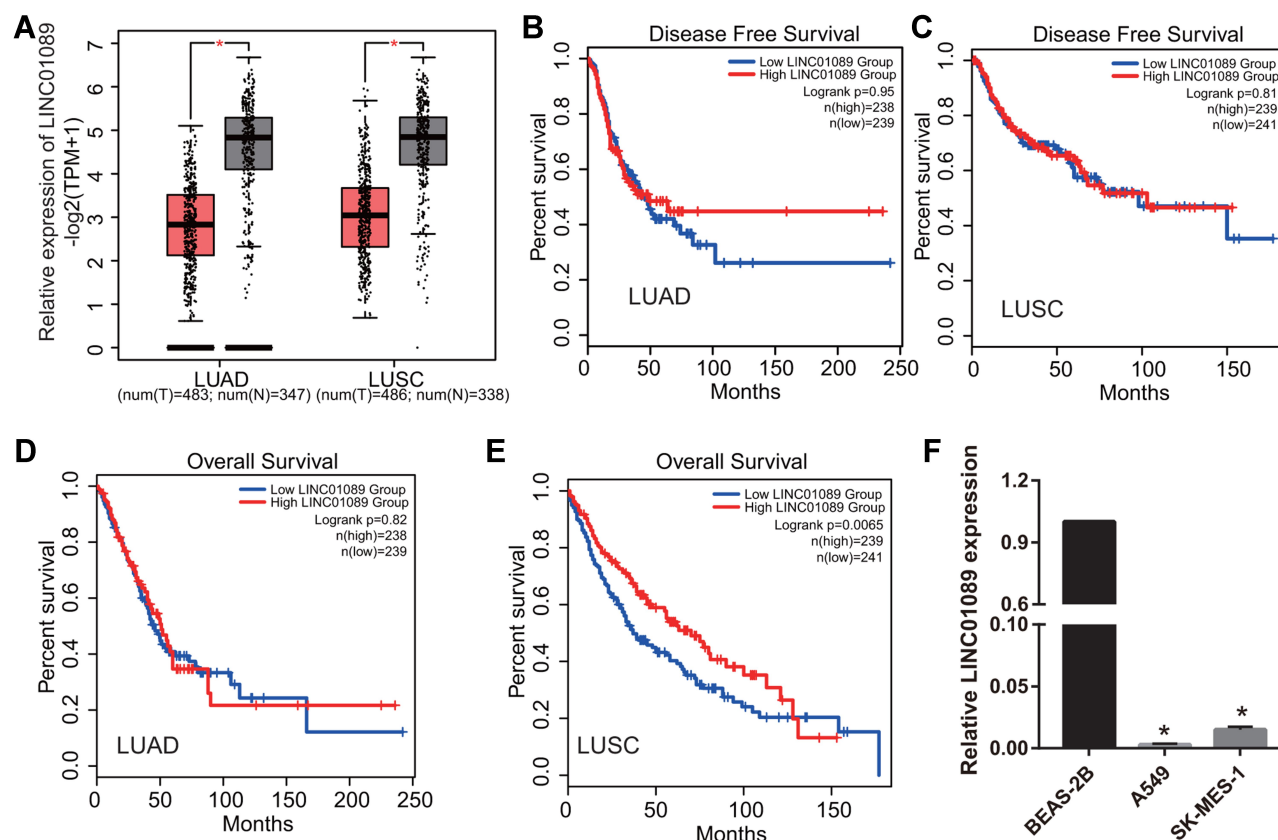 A
Relative expression of LINC01089
-log2(TPM+1)
7
6
5
4
3
2
1
0
*
*
LUAD
LUSC
(num(T)=483; num(N)=347)
(num(T)=486; num(N)=338)
B
Disease Free Survival
Percent survival
1.0
0.8
0.6
0.4
0.2
0.0
Low LINC01089 Group
High LINC01089 Group
Logrank p=0.95
n(high)=238
n(low)=239
LUAD
0 50 100 150 200 250
Months
C
Disease Free Survival
Percent survival
1.0
0.8
0.6
0.4
0.2
0.0
Low LINC01089 Group
High LINC01089 Group
Logrank p=0.81
n(high)=239
n(low)=241
LUSC
0 50 100 150
Months
D
Overall Survival
Percent survival
1.0
0.8
0.6
0.4
0.2
0.0
Low LINC01089 Group
High LINC01089 Group
Logrank p=0.82
n(high)=238
n(low)=239
LUAD
0 50 100 150 200 250
Months
E
Overall Survival
Percent survival
1.0
0.8
0.6
0.4
0.2
0.0
Low LINC01089 Group
High LINC01089 Group
Logrank p=0.0065
n(high)=239
n(low)=241
LUSC
0 50 100 150
Months
F
Relative LINC01089 expression
1.2
0.9
0.6
0.10
0.05
0.00
*
*
BEAS-2B
A549
SK-MES-1